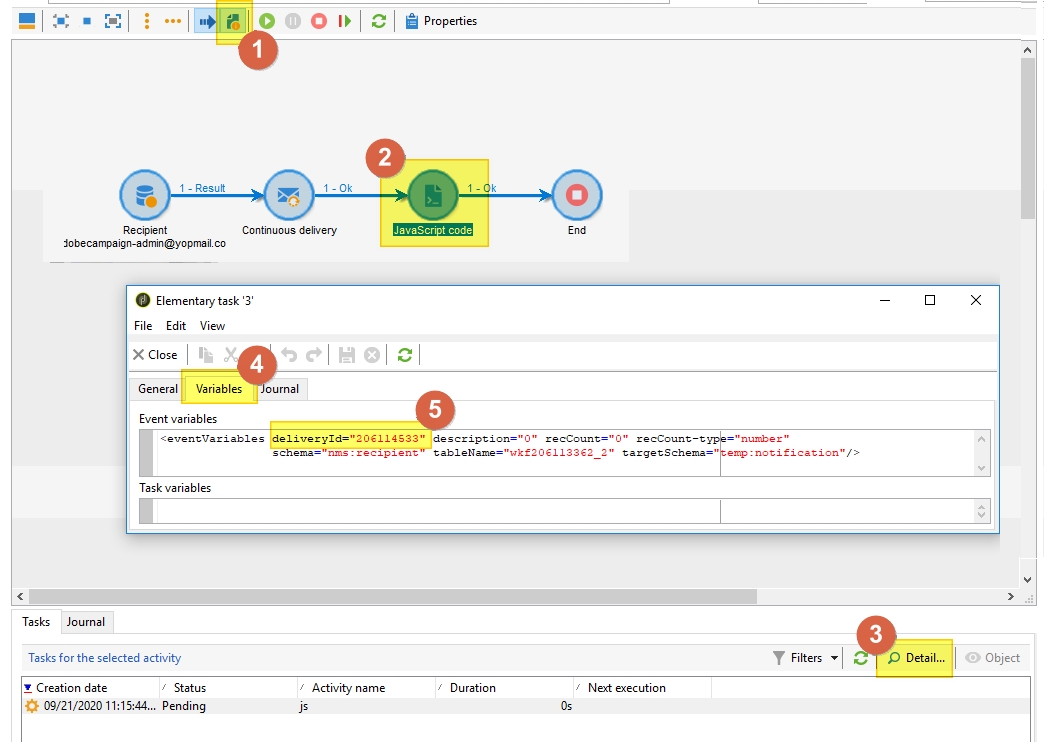 Properties
1
2
1 - Result
1 - Ok
1 - Ok
Recipient
dobecampaign-admin@yopmail.co
Continuous delivery
JavaScript code
End
Elementary task '3'
File Edit View
Close
4
General Variables Journal
5
Event variables
<eventVariables deliveryId="206114533" description="0" recCount="0" recCount-type="number"
schema="nms:recipient" tableName="wkf206113362_2" targetSchema="temp:notification"/>
Task variables
Tasks Journal
3
Tasks for the selected activity Filters Detail... Object
Creation date / Status / Activity name / Duration / Next execution
09/21/2020 11:15:44... Pending js 0s